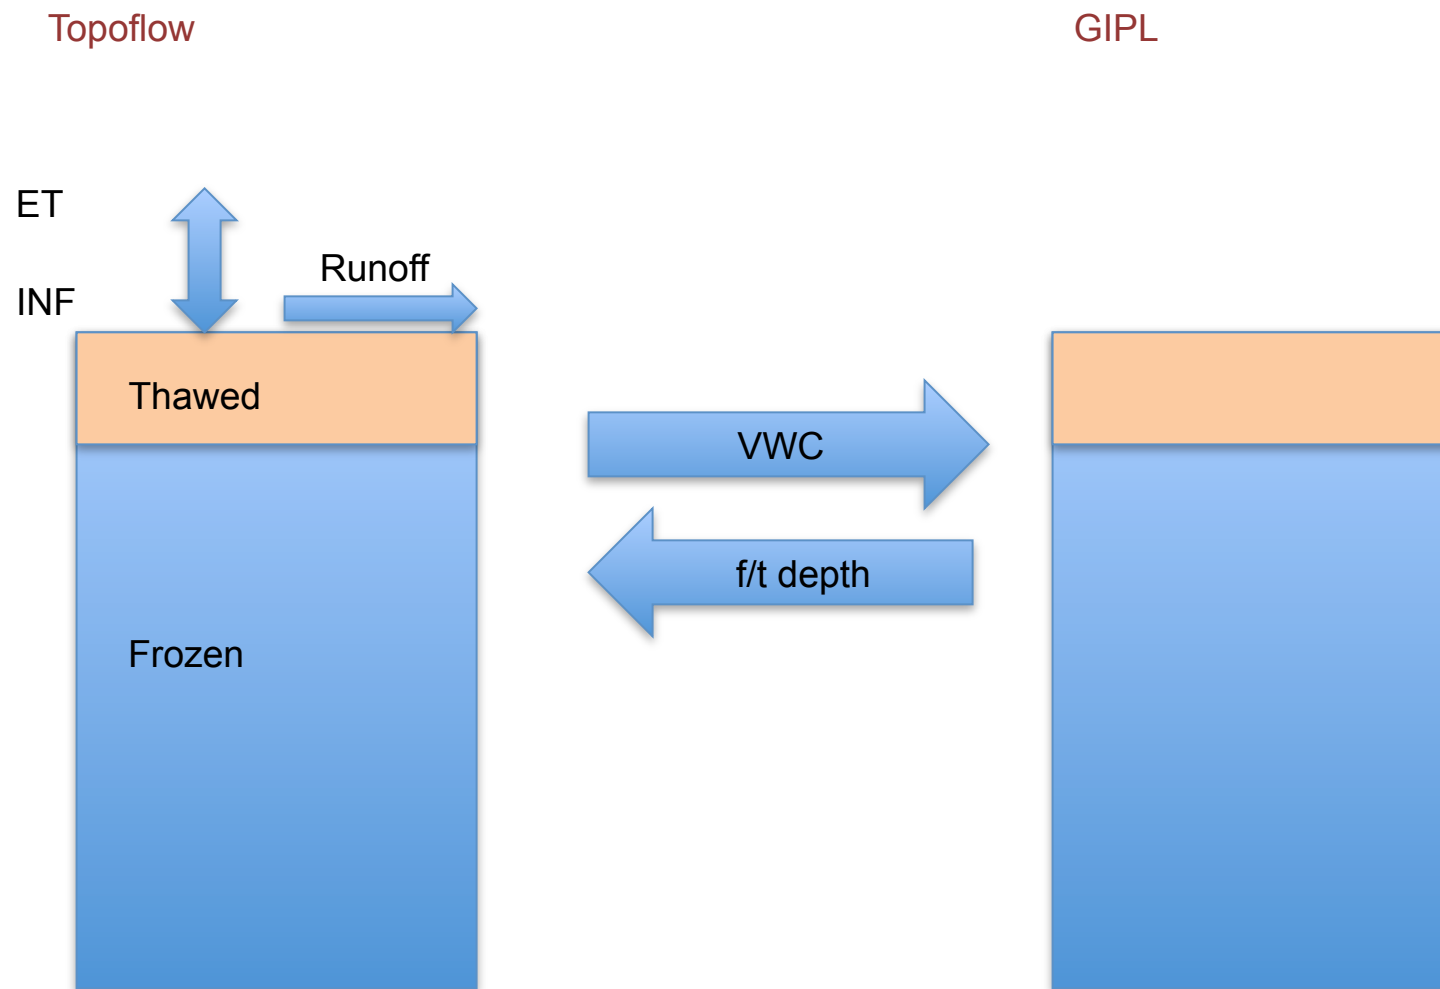 Topoflow
GIPL
ET
Runoff
INF
Thawed
VWC
f/t depth
Frozen